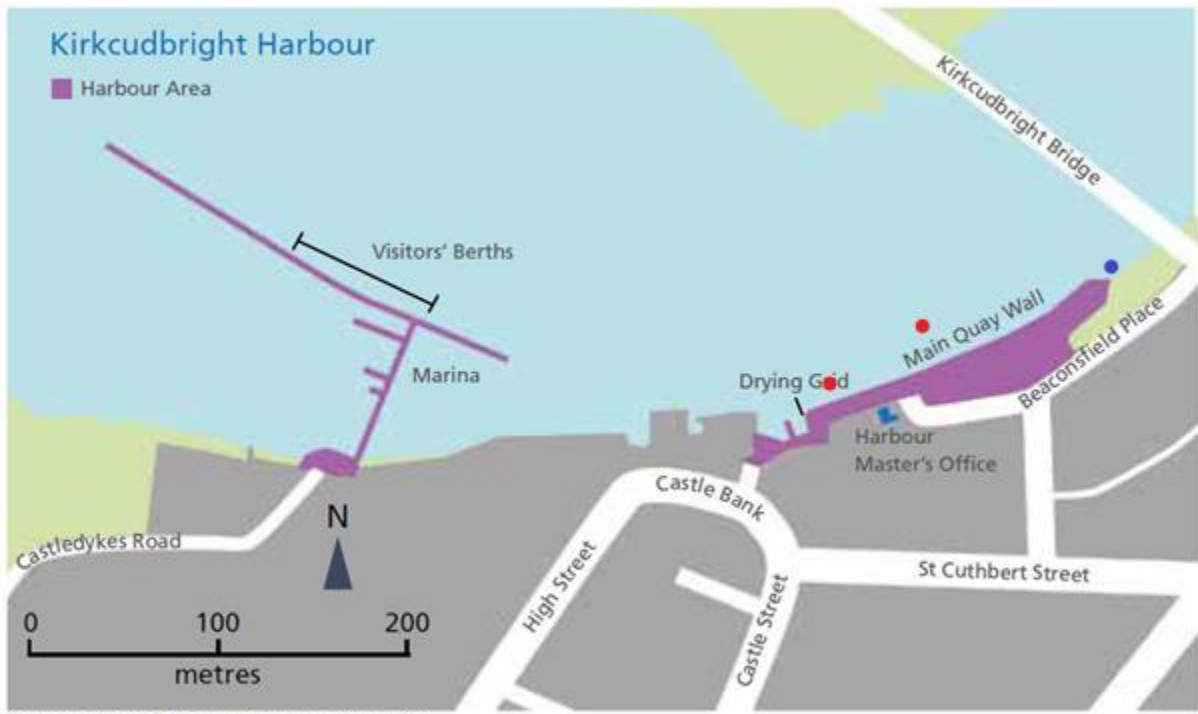 Kirkcudbright Harbour
Harbour Area
Kirkcudbright Bridge
Visitors' Berths
Marina
Main Quay Wall
Drying
Beaconsfield Place
Harbour
Master's Office
Castle Bank
Castledykes Road
N
High Street
Castle Street
St Cuthbert Street
0 100 200
metres